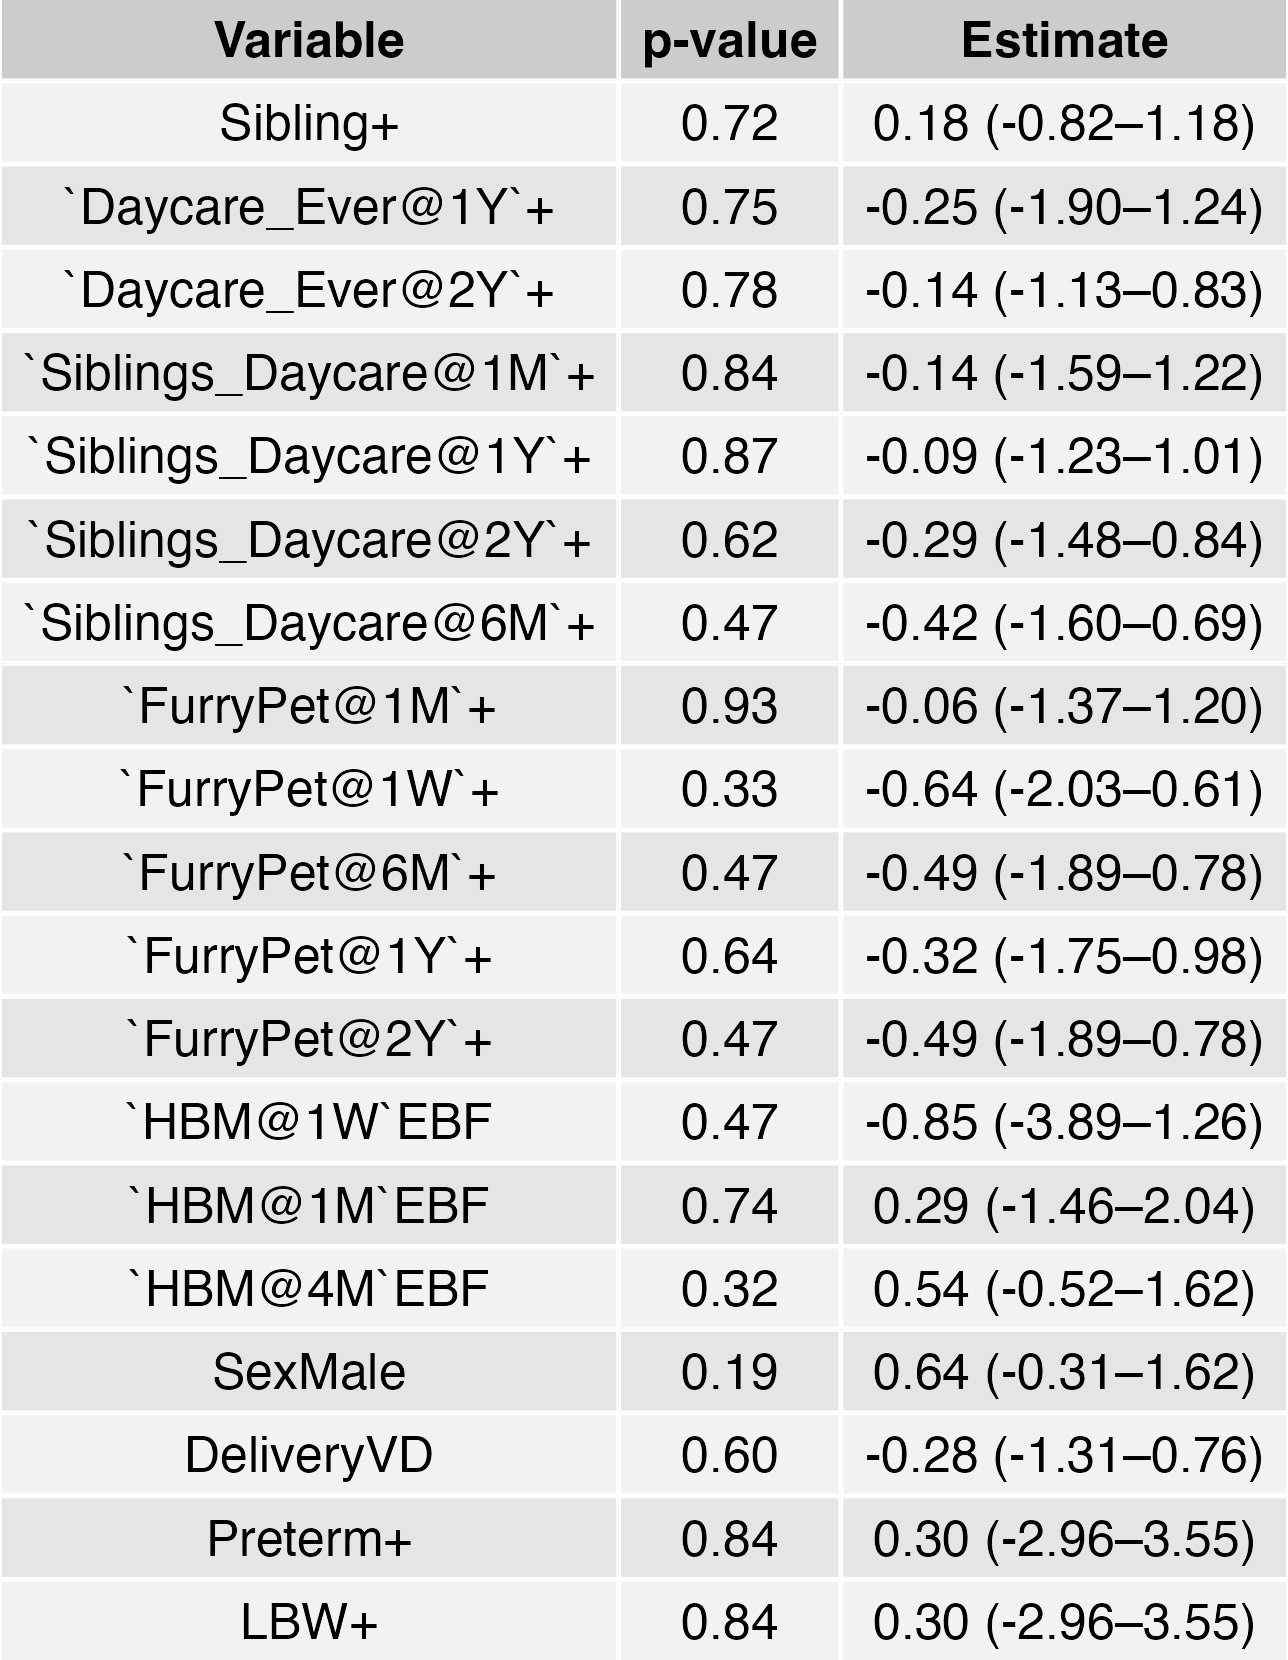 Variable p-value Estimate
Sibling+ 0.72 0.18 (-0.82–1.18)
`Daycare_Ever@1Y`+ 0.75 -0.25 (-1.90–1.24)
`Daycare_Ever@2Y`+ 0.78 -0.14 (-1.13–0.83)
`Siblings_Daycare@1M`+ 0.84 -0.14 (-1.59–1.22)
`Siblings_Daycare@1Y`+ 0.87 -0.09 (-1.23–1.01)
`Siblings_Daycare@2Y`+ 0.62 -0.29 (-1.48–0.84)
`Siblings_Daycare@6M`+ 0.47 -0.42 (-1.60–0.69)
`FurryPet@1M`+ 0.93 -0.06 (-1.37–1.20)
`FurryPet@1W`+ 0.33 -0.64 (-2.03–0.61)
`FurryPet@6M`+ 0.47 -0.49 (-1.89–0.78)
`FurryPet@1Y`+ 0.64 -0.32 (-1.75–0.98)
`FurryPet@2Y`+ 0.47 -0.49 (-1.89–0.78)
`HBM@1W`EBF 0.47 -0.85 (-3.89–1.26)
`HBM@1M`EBF 0.74 0.29 (-1.46–2.04)
`HBM@4M`EBF 0.32 0.54 (-0.52–1.62)
SexMale 0.19 0.64 (-0.31–1.62)
DeliveryVD 0.60 -0.28 (-1.31–0.76)
Preterm+ 0.84 0.30 (-2.96–3.55)
LBW+ 0.84 0.30 (-2.96–3.55)